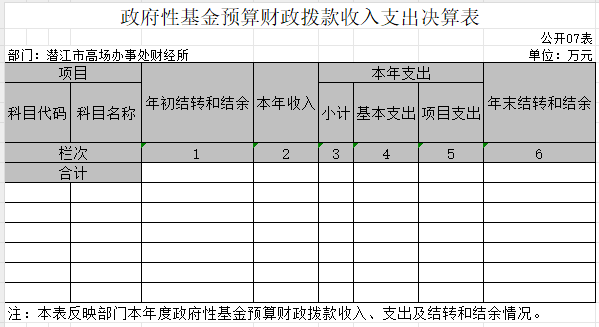 政府性基金预算财政拨款收入支出决算表
公开07表
部门：潜江市高场办事处财经所 单位：万元
项目 年初结转和结余 本年收入 本年支出 年末结转和结余
科目代码 科目名称 小计 基本支出 项目支出
栏次 1 2 3 4 5 6
合计
注：本表反映部门本年度政府性基金预算财政拨款收入、支出及结转和结余情况。